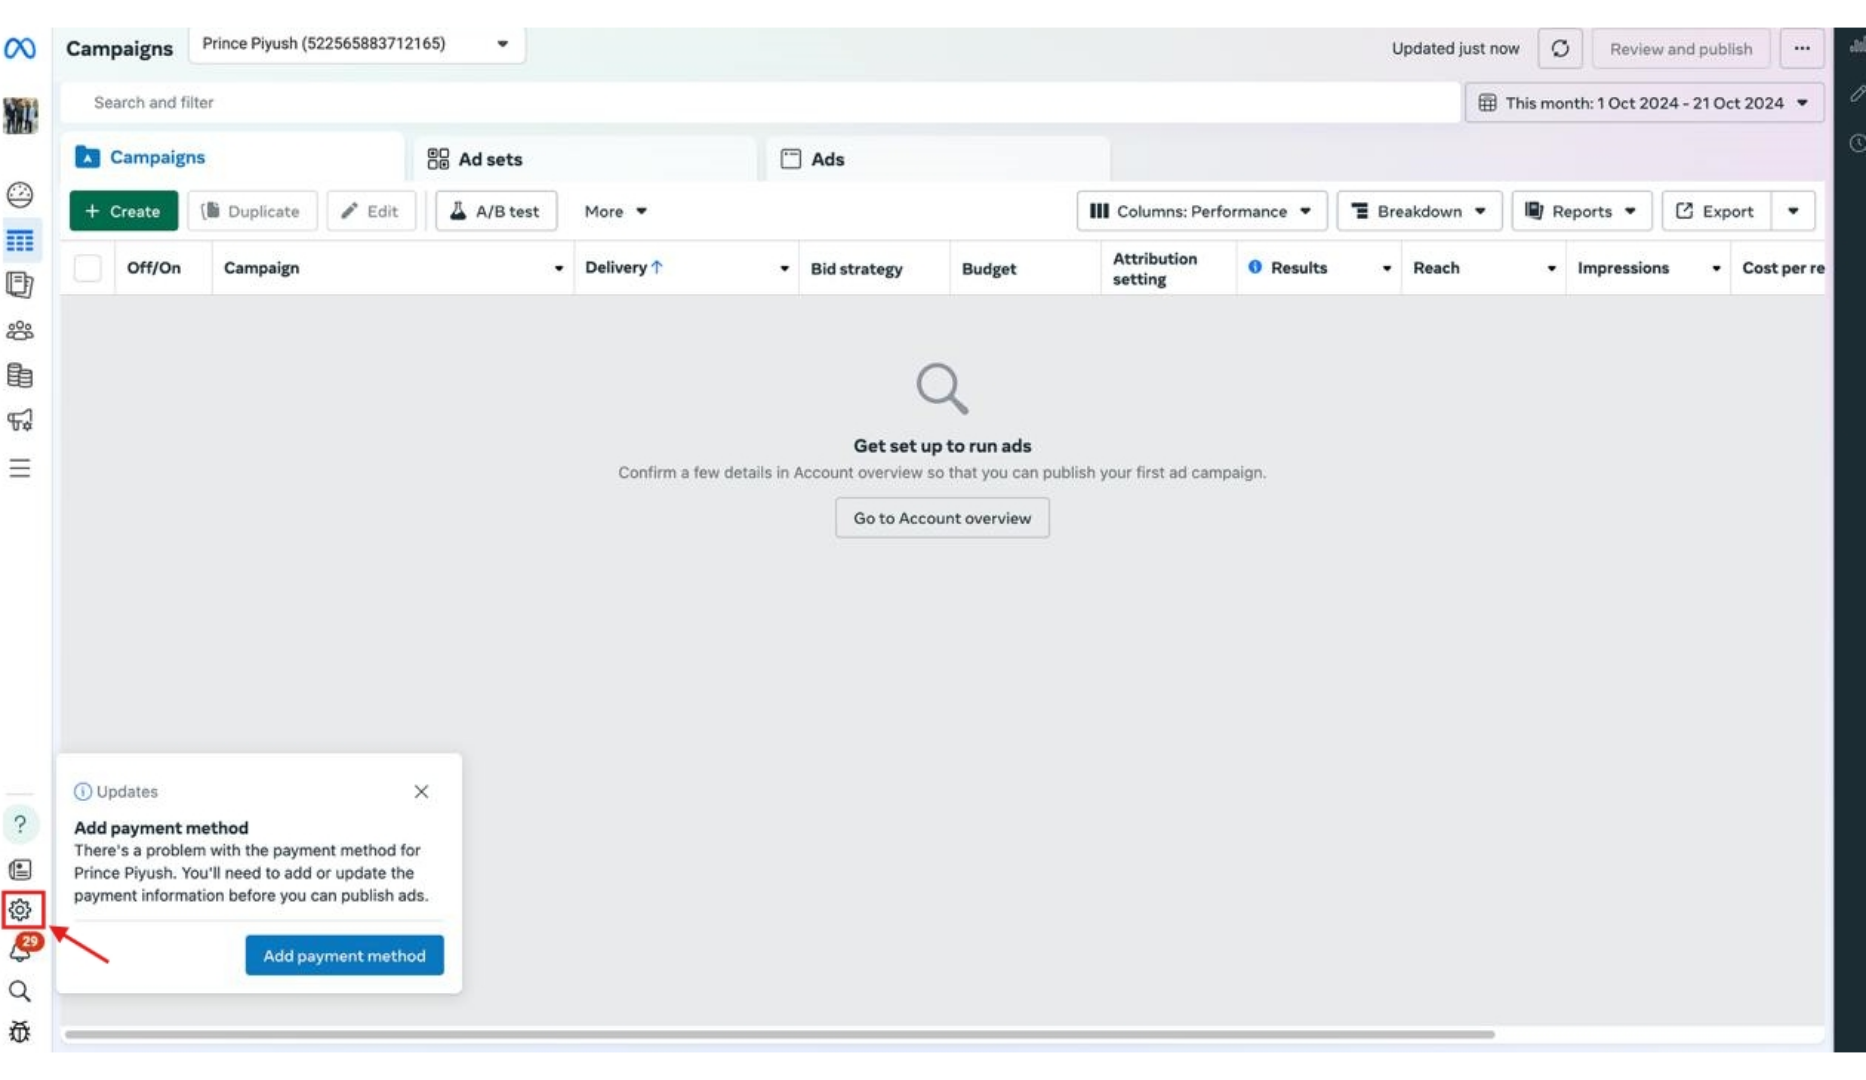 Campaigns
Prince Piyush (522565883712165)
Updated just now
Review and publish
Search and filter
This month: 1 Oct 2024 - 21 Oct 2024
Campaigns
Ad sets
Ads
+ Create
Duplicate
Edit
A/B test
More
Columns: Performance
Breakdown
Reports
Export
Off/On
Campaign
Delivery ↑
Bid strategy
Budget
Attribution
setting
Results
Reach
Impressions
Cost per re
Get set up to run ads
Confirm a few details in Account overview so that you can publish your first ad campaign.
Go to Account overview
Updates
Add payment method
There's a problem with the payment method for
Prince Piyush. You'll need to add or update the
payment information before you can publish ads.
Add payment method
?
29